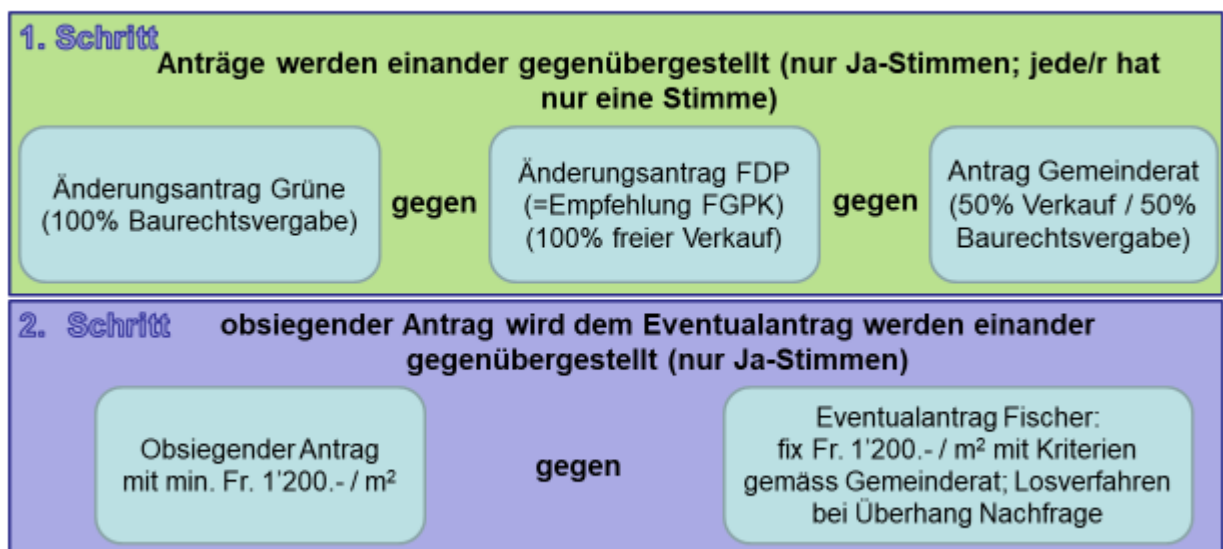 1. Schritt
Anträge werden einander gegenübergestellt (nur Ja-Stimmen; jede/r hat
nur eine Stimme)
Änderungsantrag Grüne
(100% Baurechtsvergabe)
gegen
Änderungsantrag FDP
(=Empfehlung FGPK)
(100% freier Verkauf)
gegen
Antrag Gemeinderat
(50% Verkauf / 50%
Baurechtsvergabe)
2. Schritt
obsiegender Antrag wird dem Eventualantrag werden einander
gegenübergestellt (nur Ja-Stimmen)
Obsiegender Antrag
mit min. Fr. 1'200.- / m²
gegen
Eventualantrag Fischer:
fix Fr. 1'200.- / m² mit Kriterien
gemäss Gemeinderat; Losverfahren
bei Überhang Nachfrage